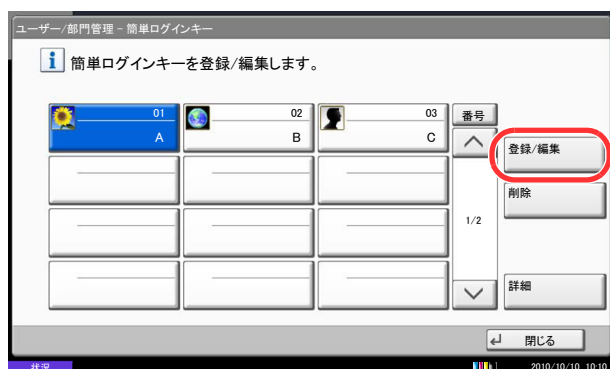 ユーザー/部門管理 - 簡単ログインキー
簡単ログインキーを登録/編集します。
01
A
02
B
03
C
番号
登録/編集
削除
1/2
詳細
閉じる
状況
2010/10/10 10:10